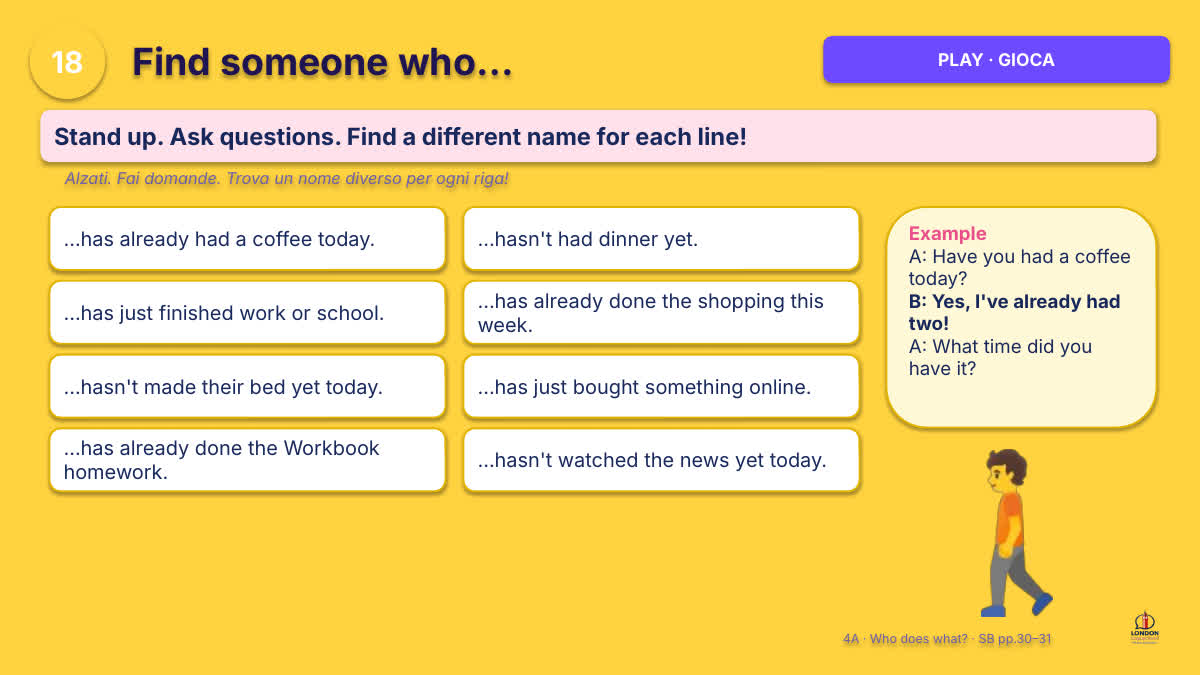 18
Find someone who...
PLAY · GIOCA
Stand up. Ask questions. Find a different name for each line!
Alzati. Fai domande. Trova un nome diverso per ogni riga!
...has already had a coffee today.
...hasn't had dinner yet.
...has just finished work or school.
...has already done the shopping this
week.
...hasn't made their bed yet today.
...has just bought something online.
...has already done the Workbook
homework.
...hasn't watched the news yet today.
Example
A: Have you had a coffee
today?
B: Yes, I've already had
two!
A: What time did you
have it?
4A · Who does what? · SB pp.30–31
LONDON